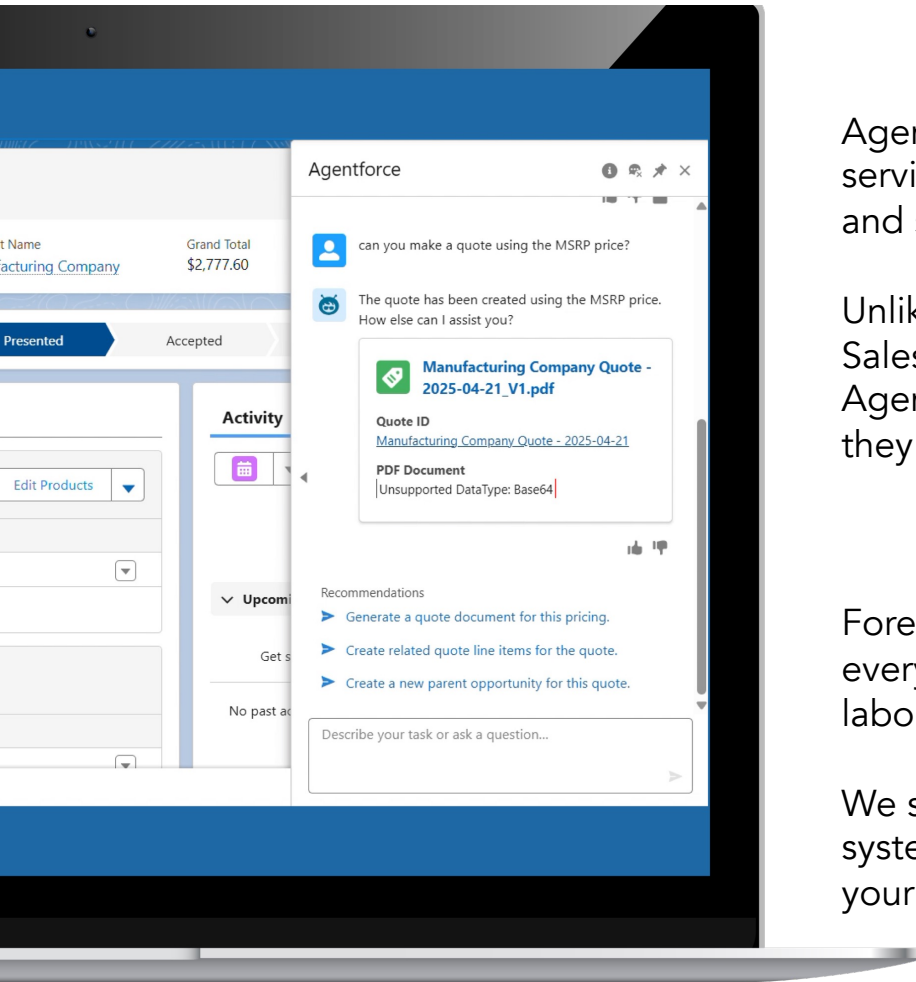 Agentforce
t Name
Grand Total
acturing Company
$2,777.60
Presented
Accepted
Activity
Edit Products
Upcomi
Get s
No past ac
can you make a quote using the MSRP price?
The quote has been created using the MSRP price.
How else can I assist you?
Manufacturing Company Quote -
2025-04-21_V1.pdf
Quote ID
Manufacturing Company Quote - 2025-04-21
PDF Document
Unsupported DataType: Base64
Recommendations
Generate a quote document for this pricing.
Create related quote line items for the quote.
Create a new parent opportunity for this quote.
Describe your task or ask a question...
Agen
servi
and
Unlik
Sales
Agen
they
Fore
every
labo
We s
syste
your